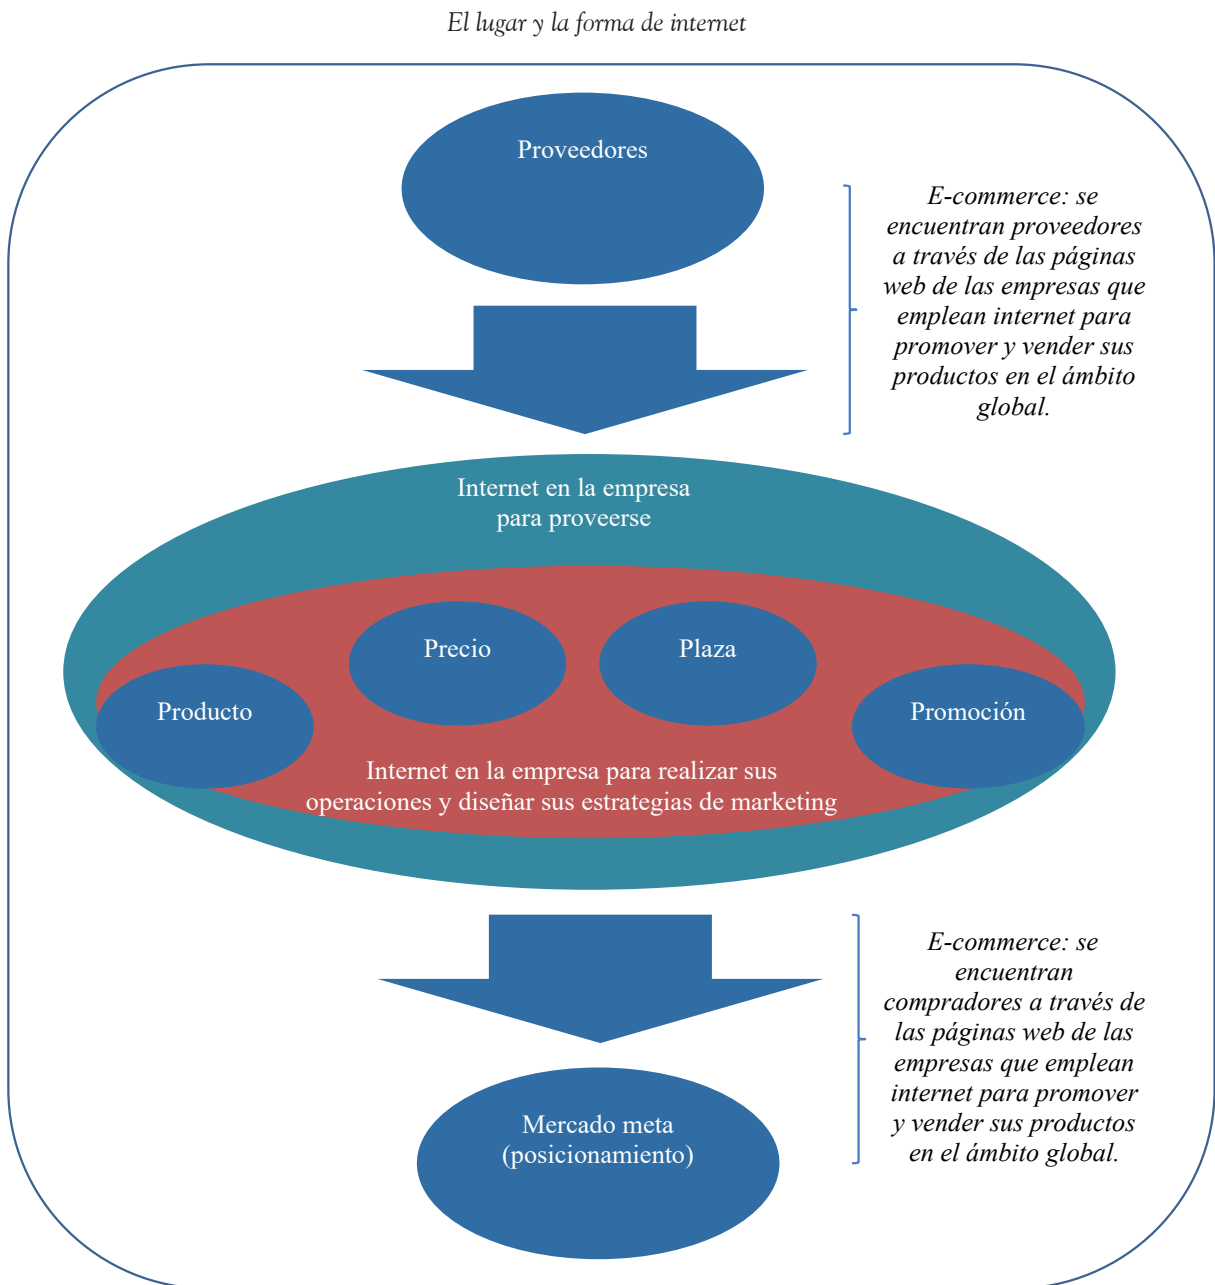 El lugar y la forma de internet
Proveedores
E-commerce: se
encuentran proveedores
a través de las páginas
web de las empresas que
emplean internet para
promover y vender sus
productos en el ámbito
global.
Internet en la empresa
para proveerse
Precio
Plaza
Producto
Promoción
Internet en la empresa para realizar sus
operaciones y diseñar sus estrategias de marketing
E-commerce: se
encuentran
compradores a través de
las páginas web de las
empresas que emplean
internet para promover
y vender sus productos
en el ámbito global.
Mercado meta
(posicionamiento)